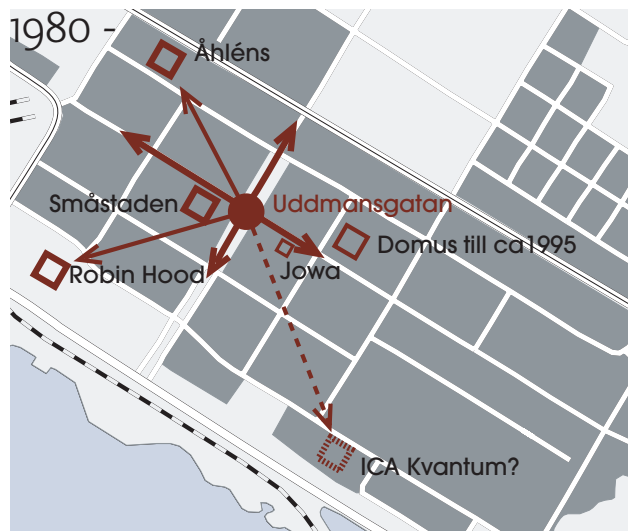 1980 -
Åhléns
Småstaden
Uddmansgatan
Domus till ca1995
Jowa
Robin Hood
ICA Kvantum?